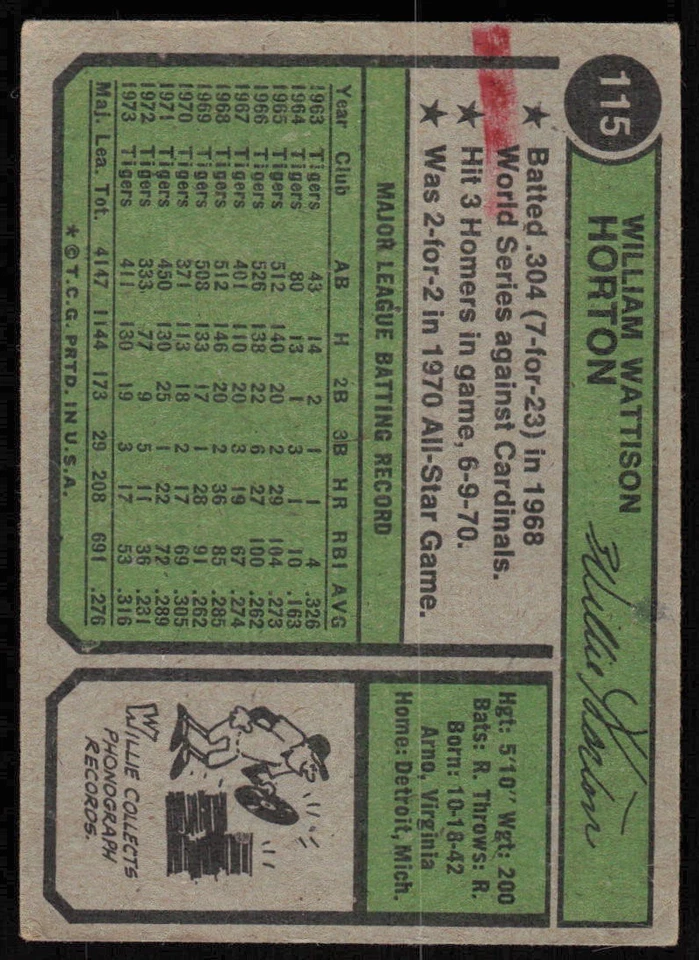 115
WILLIAM WATTISON
HORTON
Willie Horton
★ Batted .304 (7-for-23) in 1968
World Series against Cardinals.
★ Hit 3 Homers in game, 6-9-70.
★ Was 2-for-2 in 1970 All-Star Game.
MAJOR LEAGUE BATTING RECORD
Year Club AB H 2B 3B HR RBI AVG
1963 Tigers 43 14 2 1 1 4 .326
1964 Tigers 80 13 1 3 1 10 .163
1965 Tigers 512 140 20 2 29 104 .273
1966 Tigers 526 138 22 6 27 100 .262
1967 Tigers 401 110 20 3 19 67 .274
1968 Tigers 512 146 20 2 36 85 .285
1969 Tigers 508 133 17 1 28 91 .262
1970 Tigers 371 113 18 2 17 69 .305
1971 Tigers 450 130 25 1 22 72 .289
1972 Tigers 333 77 9 5 11 36 .231
1973 Tigers 411 130 19 3 17 53 .316
Maj. Lea. Tot. 4147 1144 173 29 208 691 .276
* © T.C.G. PRTD. IN U.S.A.
Hgt: 5'10" Wgt: 200
Bats: R. Throws: R.
Born: 10-18-42
Arno, Virginia
Home: Detroit, Mich.
WILLIE COLLECTS
PHONOGRAPH
RECORDS.